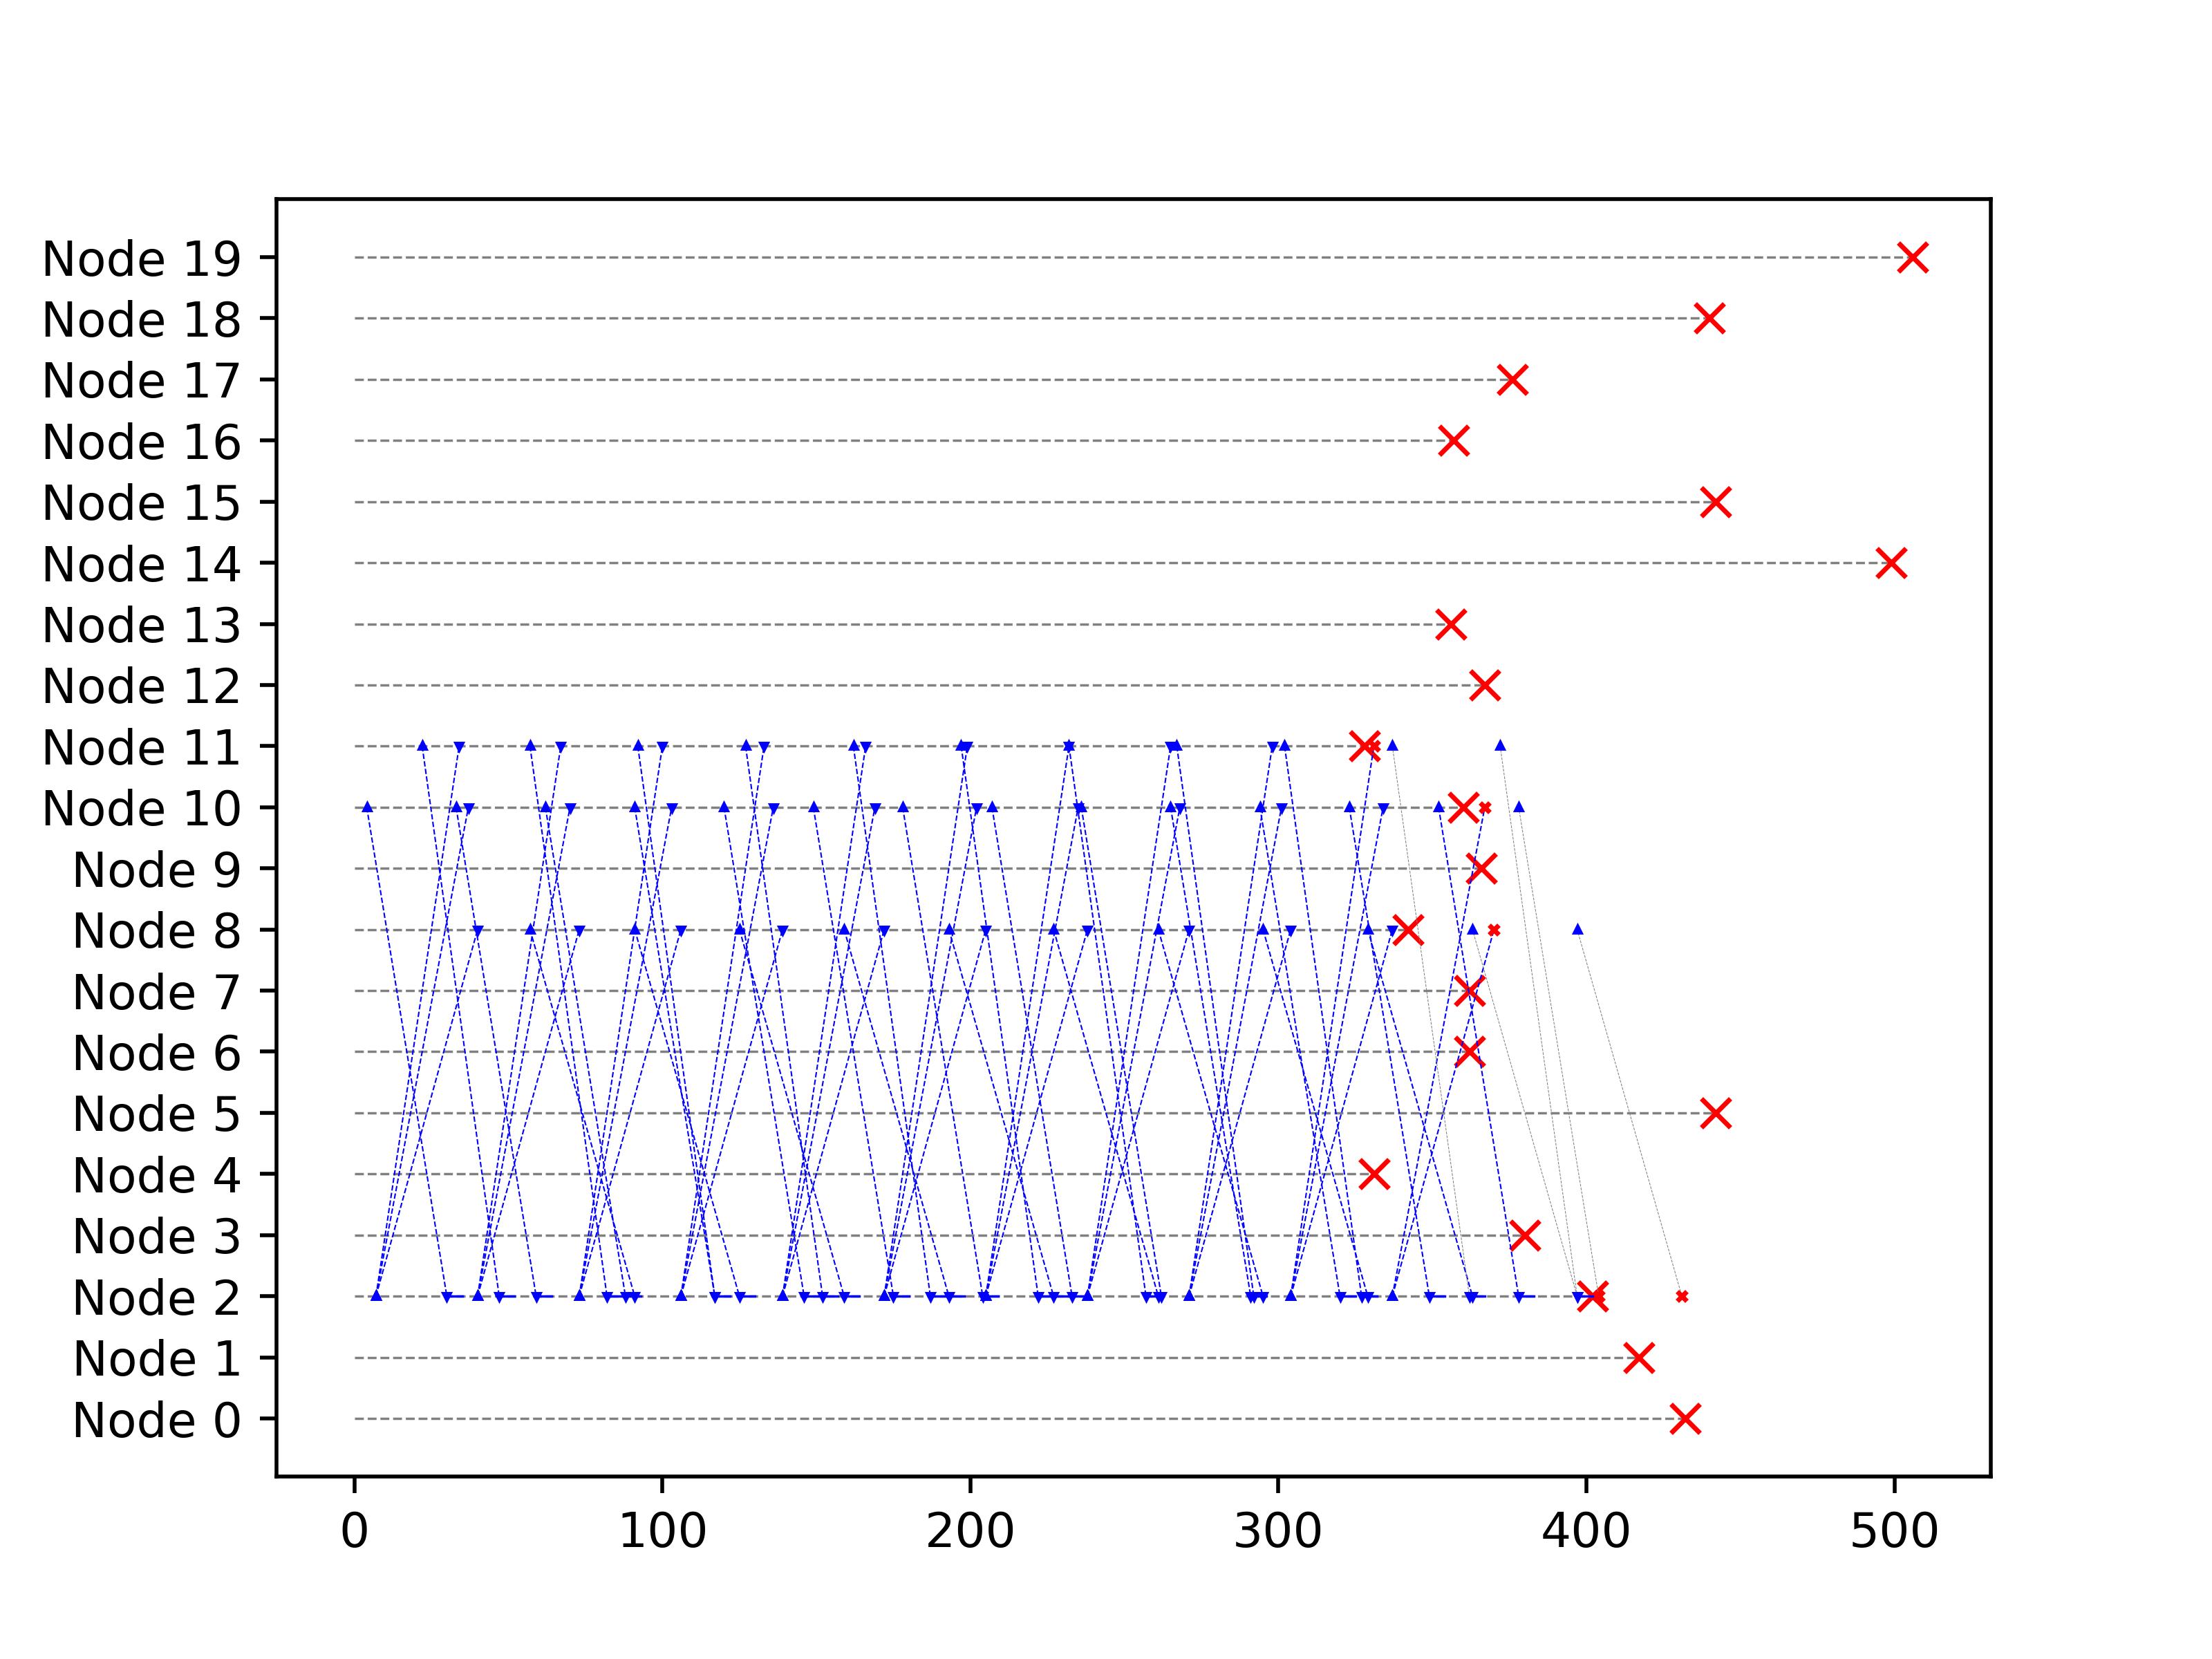 Node 19
Node 18
Node 17
Node 16
Node 15
Node 14
Node 13
Node 12
Node 11
Node 10
Node 9
Node 8
Node 7
Node 6
Node 5
Node 4
Node 3
Node 2
Node 1
Node 0
0 100 200 300 400 500